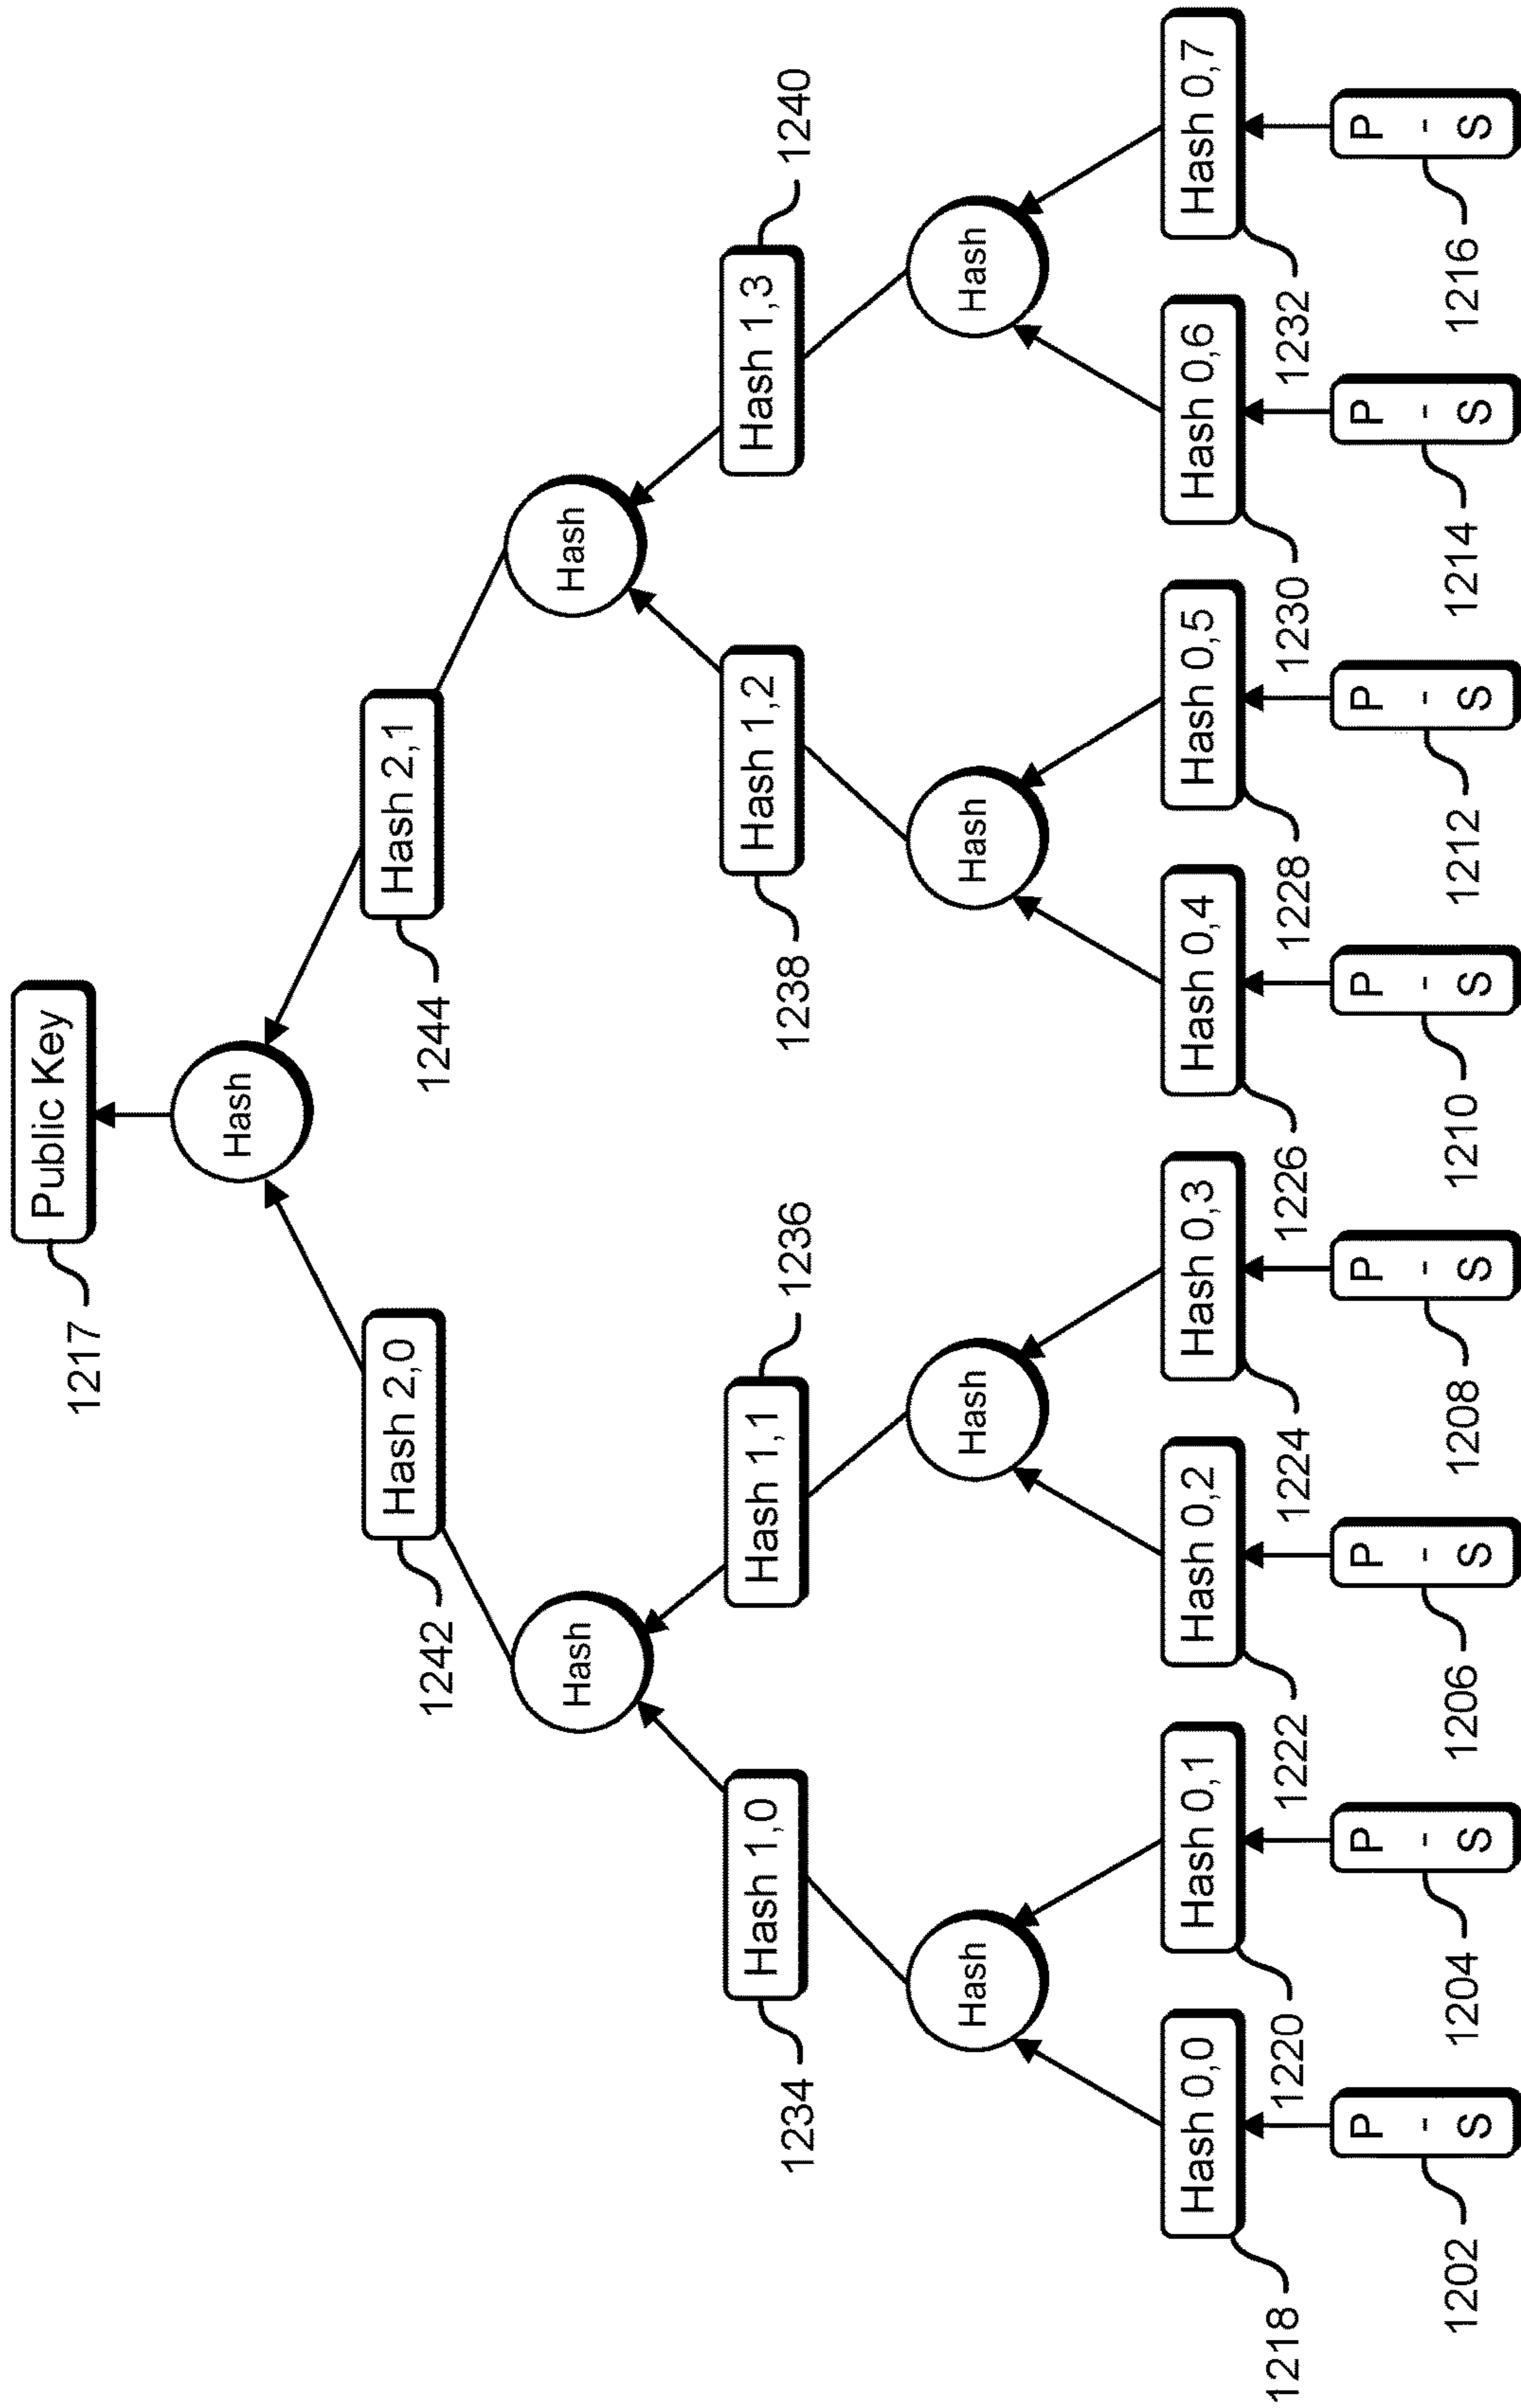 Public Key
1217
Hash
Hash 2,0
1242
Hash 2,1
1244
Hash
Hash
Hash 1,0
1234
Hash 1,1
1236
Hash 1,2
1238
Hash 1,3
1240
Hash
Hash
Hash
Hash
Hash 0,0
Hash 0,1
Hash 0,2
Hash 0,3
Hash 0,4
Hash 0,5
Hash 0,6
Hash 0,7
1218
1220
1222
1224
1226
1228
1230
1232
P - S
P - S
P - S
P - S
P - S
P - S
P - S
P - S
1202
1204
1206
1208
1210
1212
1214
1216